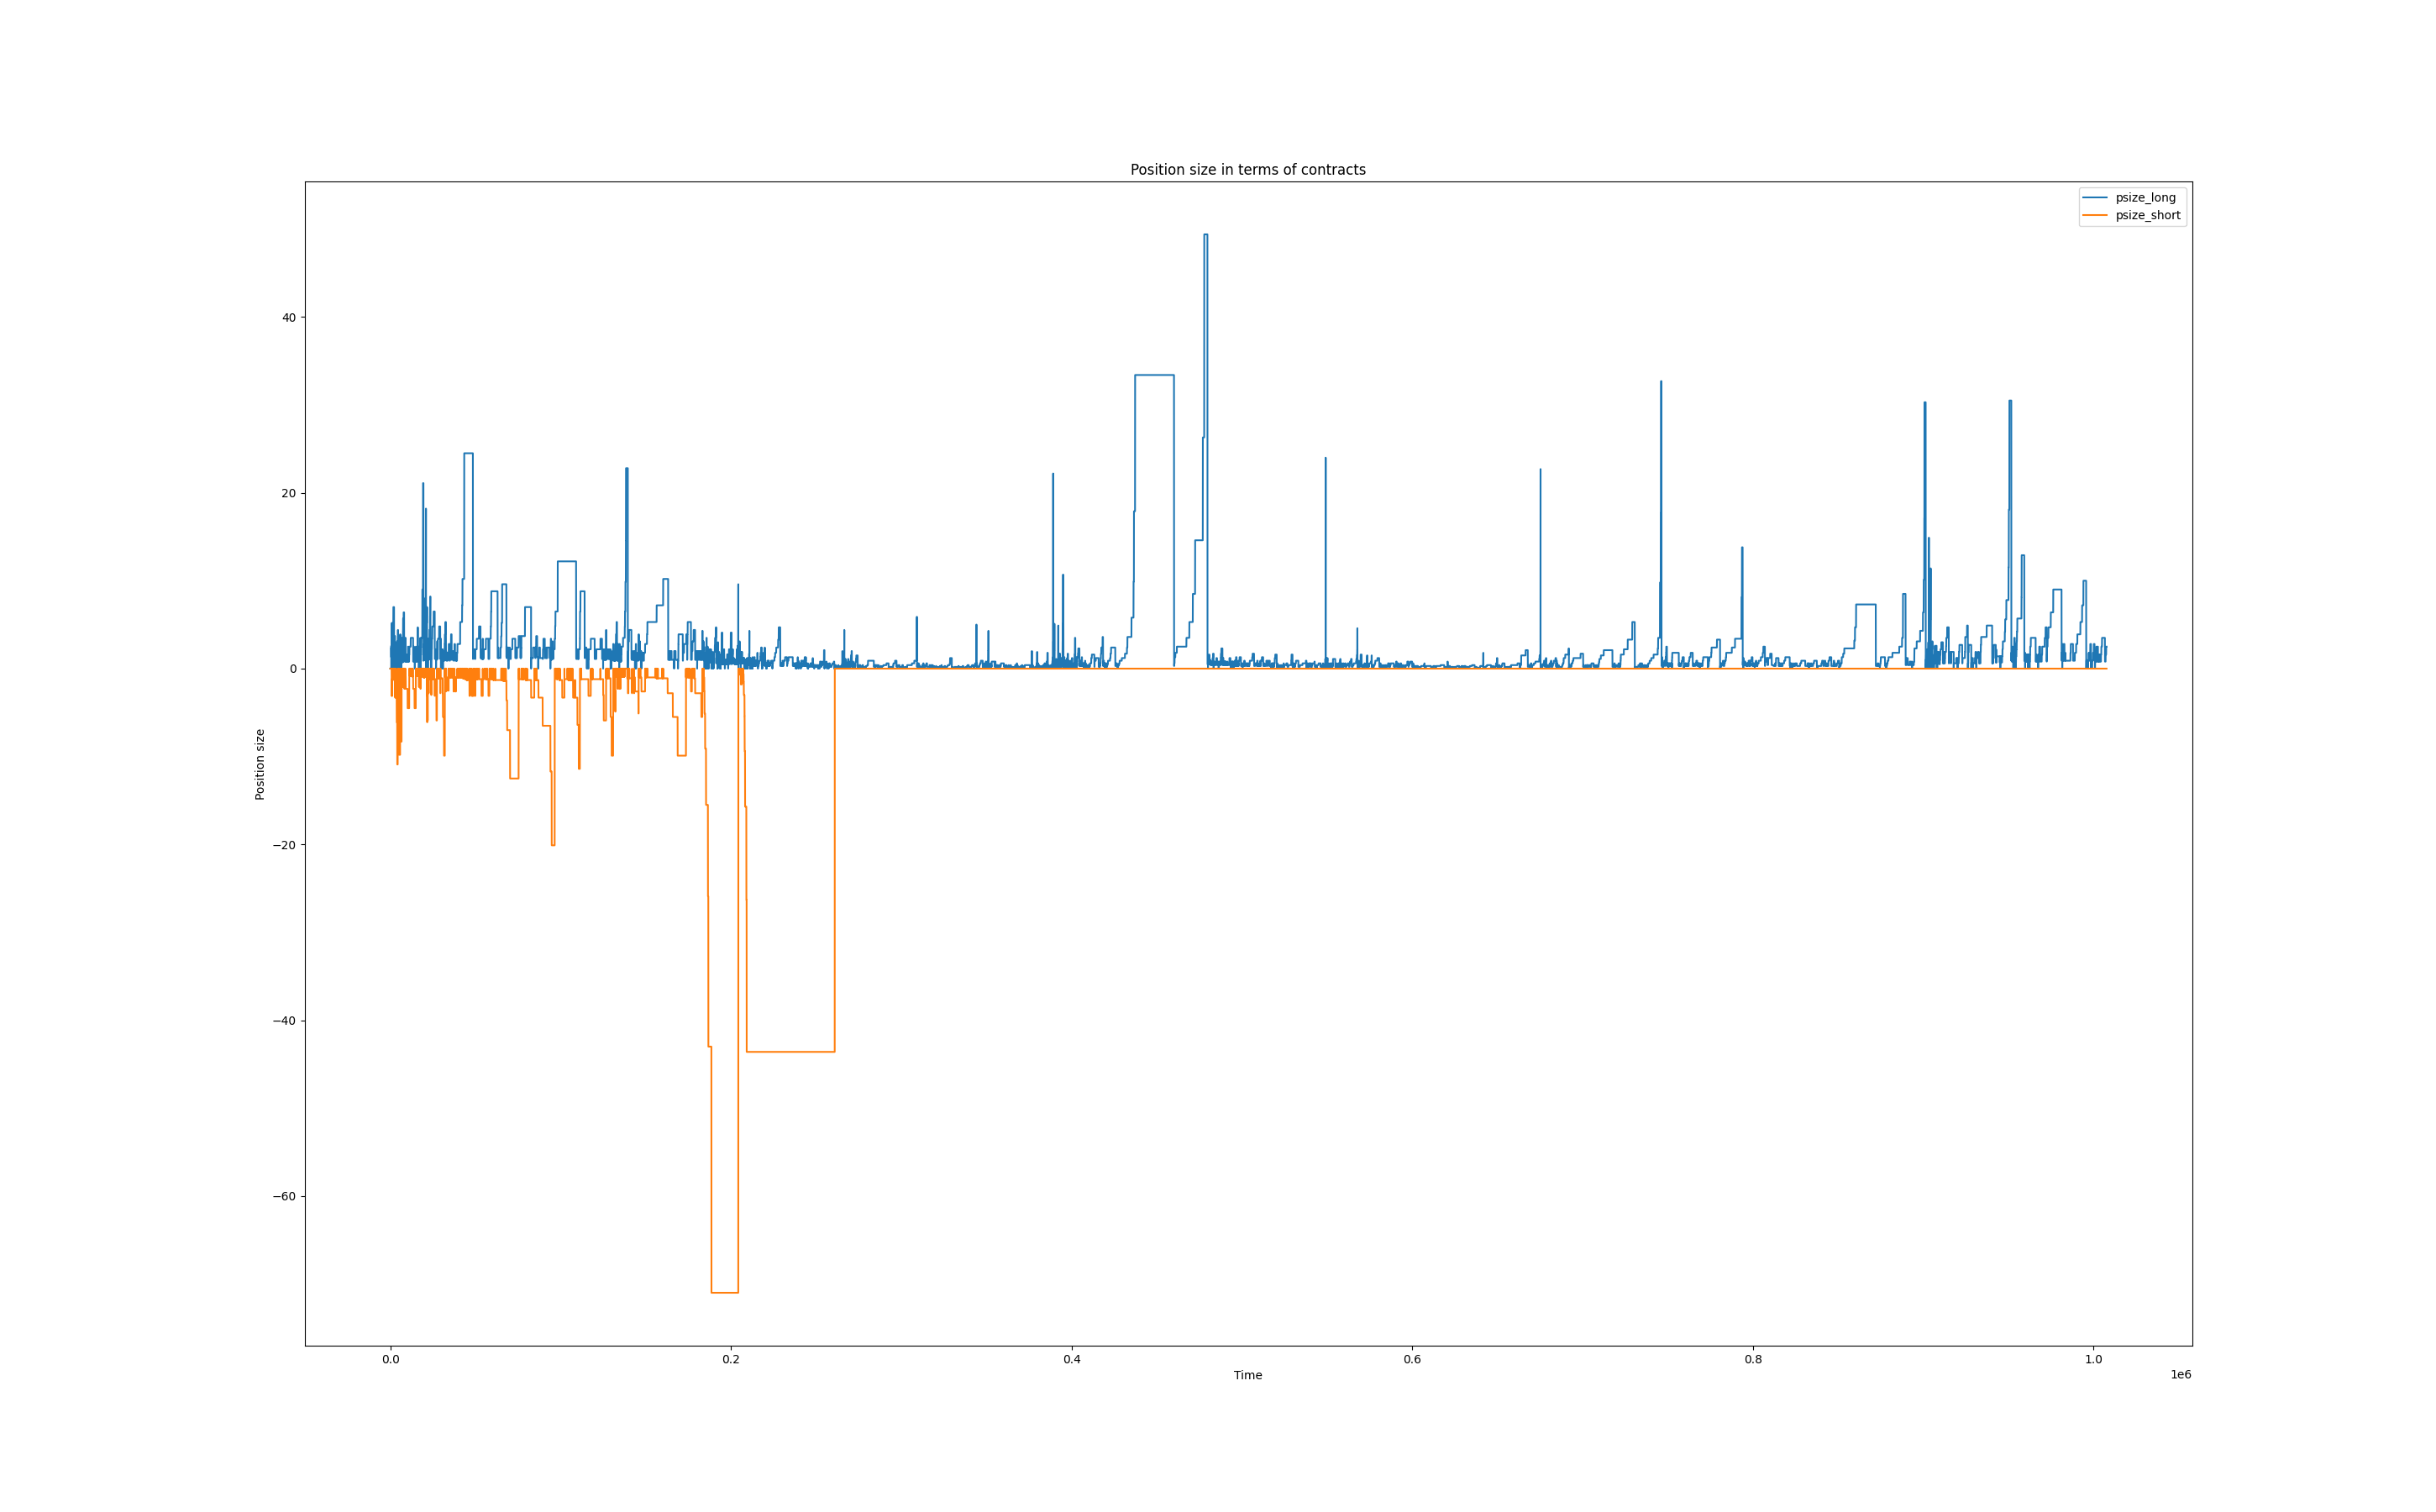 Position size in terms of contracts
psize_long
psize_short
Position size
40
20
0
−20
−40
−60
0.0
0.2
0.4
0.6
0.8
1.0
1e6
Time